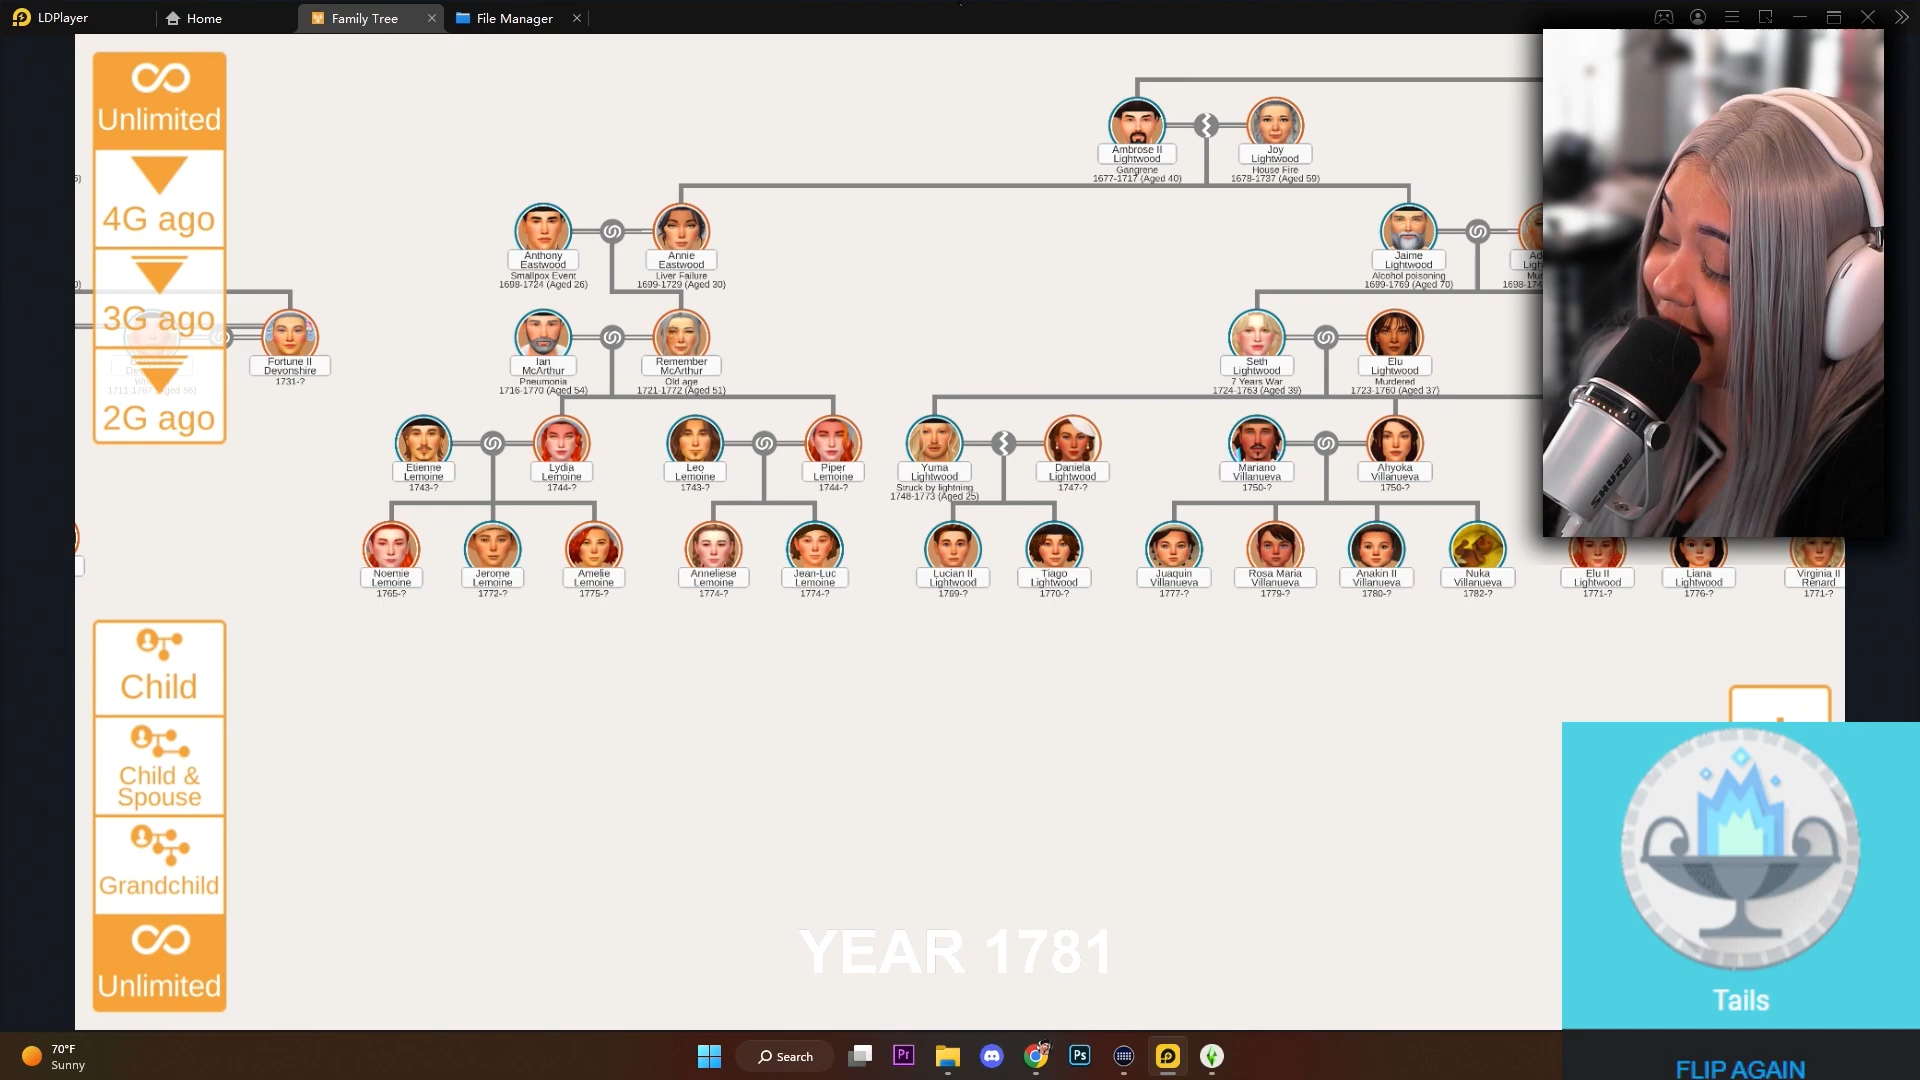 LDPlayer
Home
Family Tree
File Manager
Unlimited
4G ago
3G ago
2G ago
Ambrose II
Lightwood
Gangrene
1677-1717 (Aged 40)
Joy
Lightwood
House Fire
1678-1737 (Aged 59)
Anthony
Eastwood
Smallpox Event
1698-1724 (Aged 26)
Annie
Eastwood
Liver Failure
1699-1729 (Aged 30)
Jaime
Lightwood
Alcohol poisoning
1699-1769 (Aged 70)
Fortune II
Devonshire
1731-?
Ian
McArthur
Pneumonia
1716-1770 (Aged 54)
Remember
McArthur
Old age
1721-1772 (Aged 51)
Seth
Lightwood
7 Years War
1724-1763 (Aged 39)
Elu
Lightwood
Murdered
1723-1760 (Aged 37)
Etienne
Lemoine
1743-?
Lydia
Lemoine
1744-?
Leo
Lemoine
1743-?
Piper
Lemoine
1744-?
Yuma
Lightwood
Struck by lightning
1748-1773 (Aged 25)
Daniela
Lightwood
1747-?
Mariano
Villanueva
1750-?
Ahyoka
Villanueva
1750-?
Noemie
Lemoine
1765-?
Jerome
Lemoine
1772-?
Amelie
Lemoine
1775-?
Anneliese
Lemoine
1774-?
Jean-Luc
Lemoine
1774-?
Lucian II
Lightwood
1769-?
Tiago
Lightwood
1770-?
Juaquin
Villanueva
1777-?
Rosa Maria
Villanueva
1779-?
Anakin II
Villanueva
1780-?
Nuka
Villanueva
1782-?
Elu II
Lightwood
1771-?
Liana
Lightwood
1776-?
Virginia II
Renard
1771-?
SHURE
Child
Child &
Spouse
Grandchild
Unlimited
YEAR 1781
Tails
FLIP AGAIN
70°F
Sunny
Search
Pr
Ps